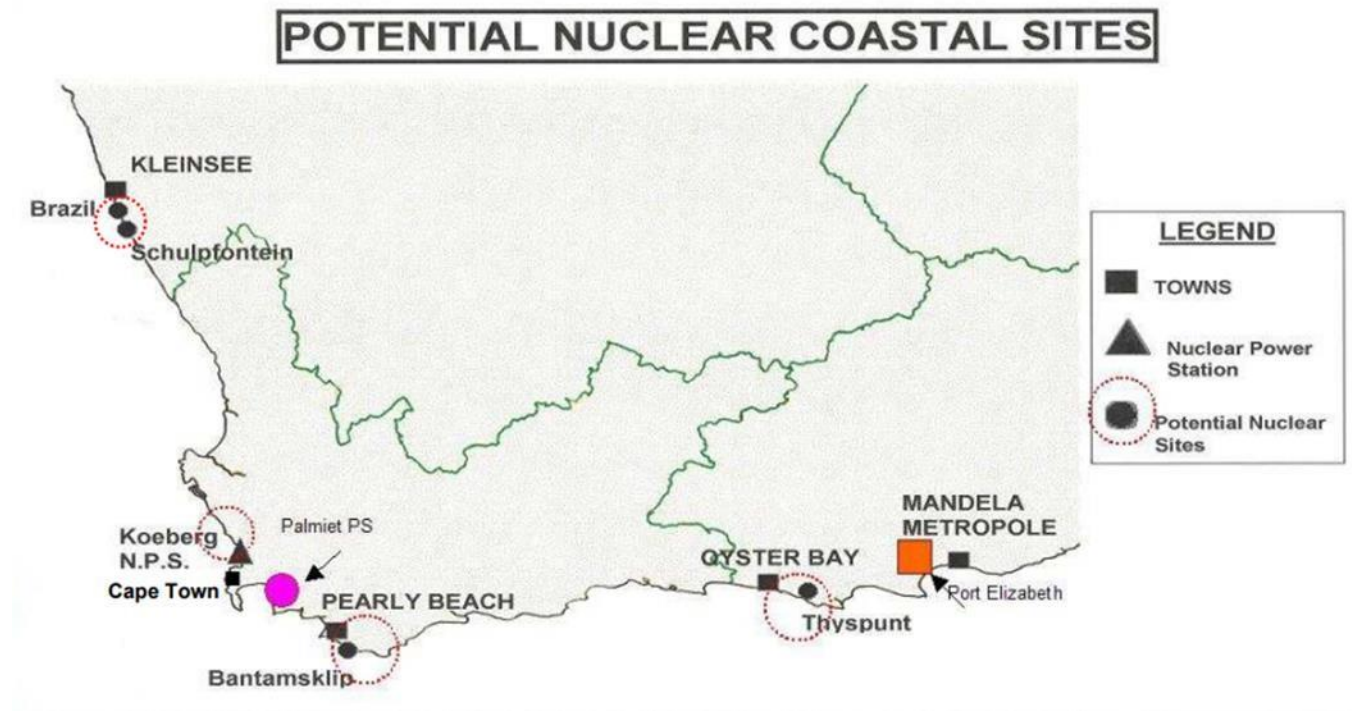 POTENTIAL NUCLEAR COASTAL SITES
KLEINSEE
Brazil
Schulpfontein
LEGEND
TOWNS
Nuclear Power
Station
Potential Nuclear
Sites
MANDELA
METROPOLE
Palmiet PS
Koeberg
N.P.S.
OYSTER BAY
Cape Town
Port Elizabeth
PEARLY BEACH
Thyspunt
Bantamsklip